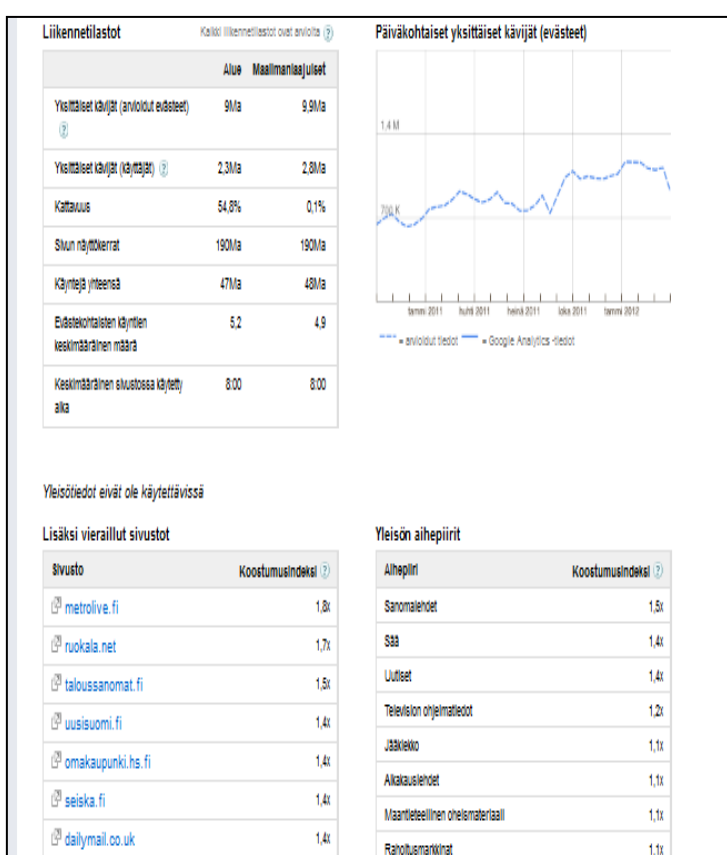 Liikennetilastot
Kaikki liikennetilastot ovat arvioita ?
Alue Maailmanlaajuiset
Yksittäiset kävijät (arvioidut evästeet) 9Ma 9,9Ma
?
Yksittäiset kävijät (käyttäjät) ? 2,3Ma 2,8Ma
Kattavuus 54,8% 0,1%
Sivun näyttökerrat 190Ma 190Ma
Käyntejä yhteensä 47Ma 48Ma
Evästekohtaisten käyntien 5,2 4,9
keskimääräinen määrä
Keskimääräinen sivustossa käytetty 8:00 8:00
aika
Päiväkohtaiset yksittäiset kävijät (evästeet)
1,4 M
700 K
tammi 2011 huhti 2011 heinä 2011 loka 2011 tammi 2012
= arvioidut tiedot = Google Analytics -tiedot
Yleisötiedot eivät ole käytettävissä
Lisäksi vieraillut sivustot
Sivusto Koostumusindeksi ?
metrolive.fi 1,8x
ruokala.net 1,7x
taloussanomat.fi 1,5x
uusisuomi.fi 1,4x
omakaupunki.hs.fi 1,4x
seiska.fi 1,4x
dailymail.co.uk 1,4x
Yleisön aihepiirit
Aihepiiri Koostumusindeksi ?
Sanomalehdet 1,5x
Sää 1,4x
Uutiset 1,4x
Television ohjelmatiedot 1,2x
Jääkiekko 1,1x
Aikakauslehdet 1,1x
Maantieteellinen oheismateriaali 1,1x
Rahoitusmarkkinat 1,1x